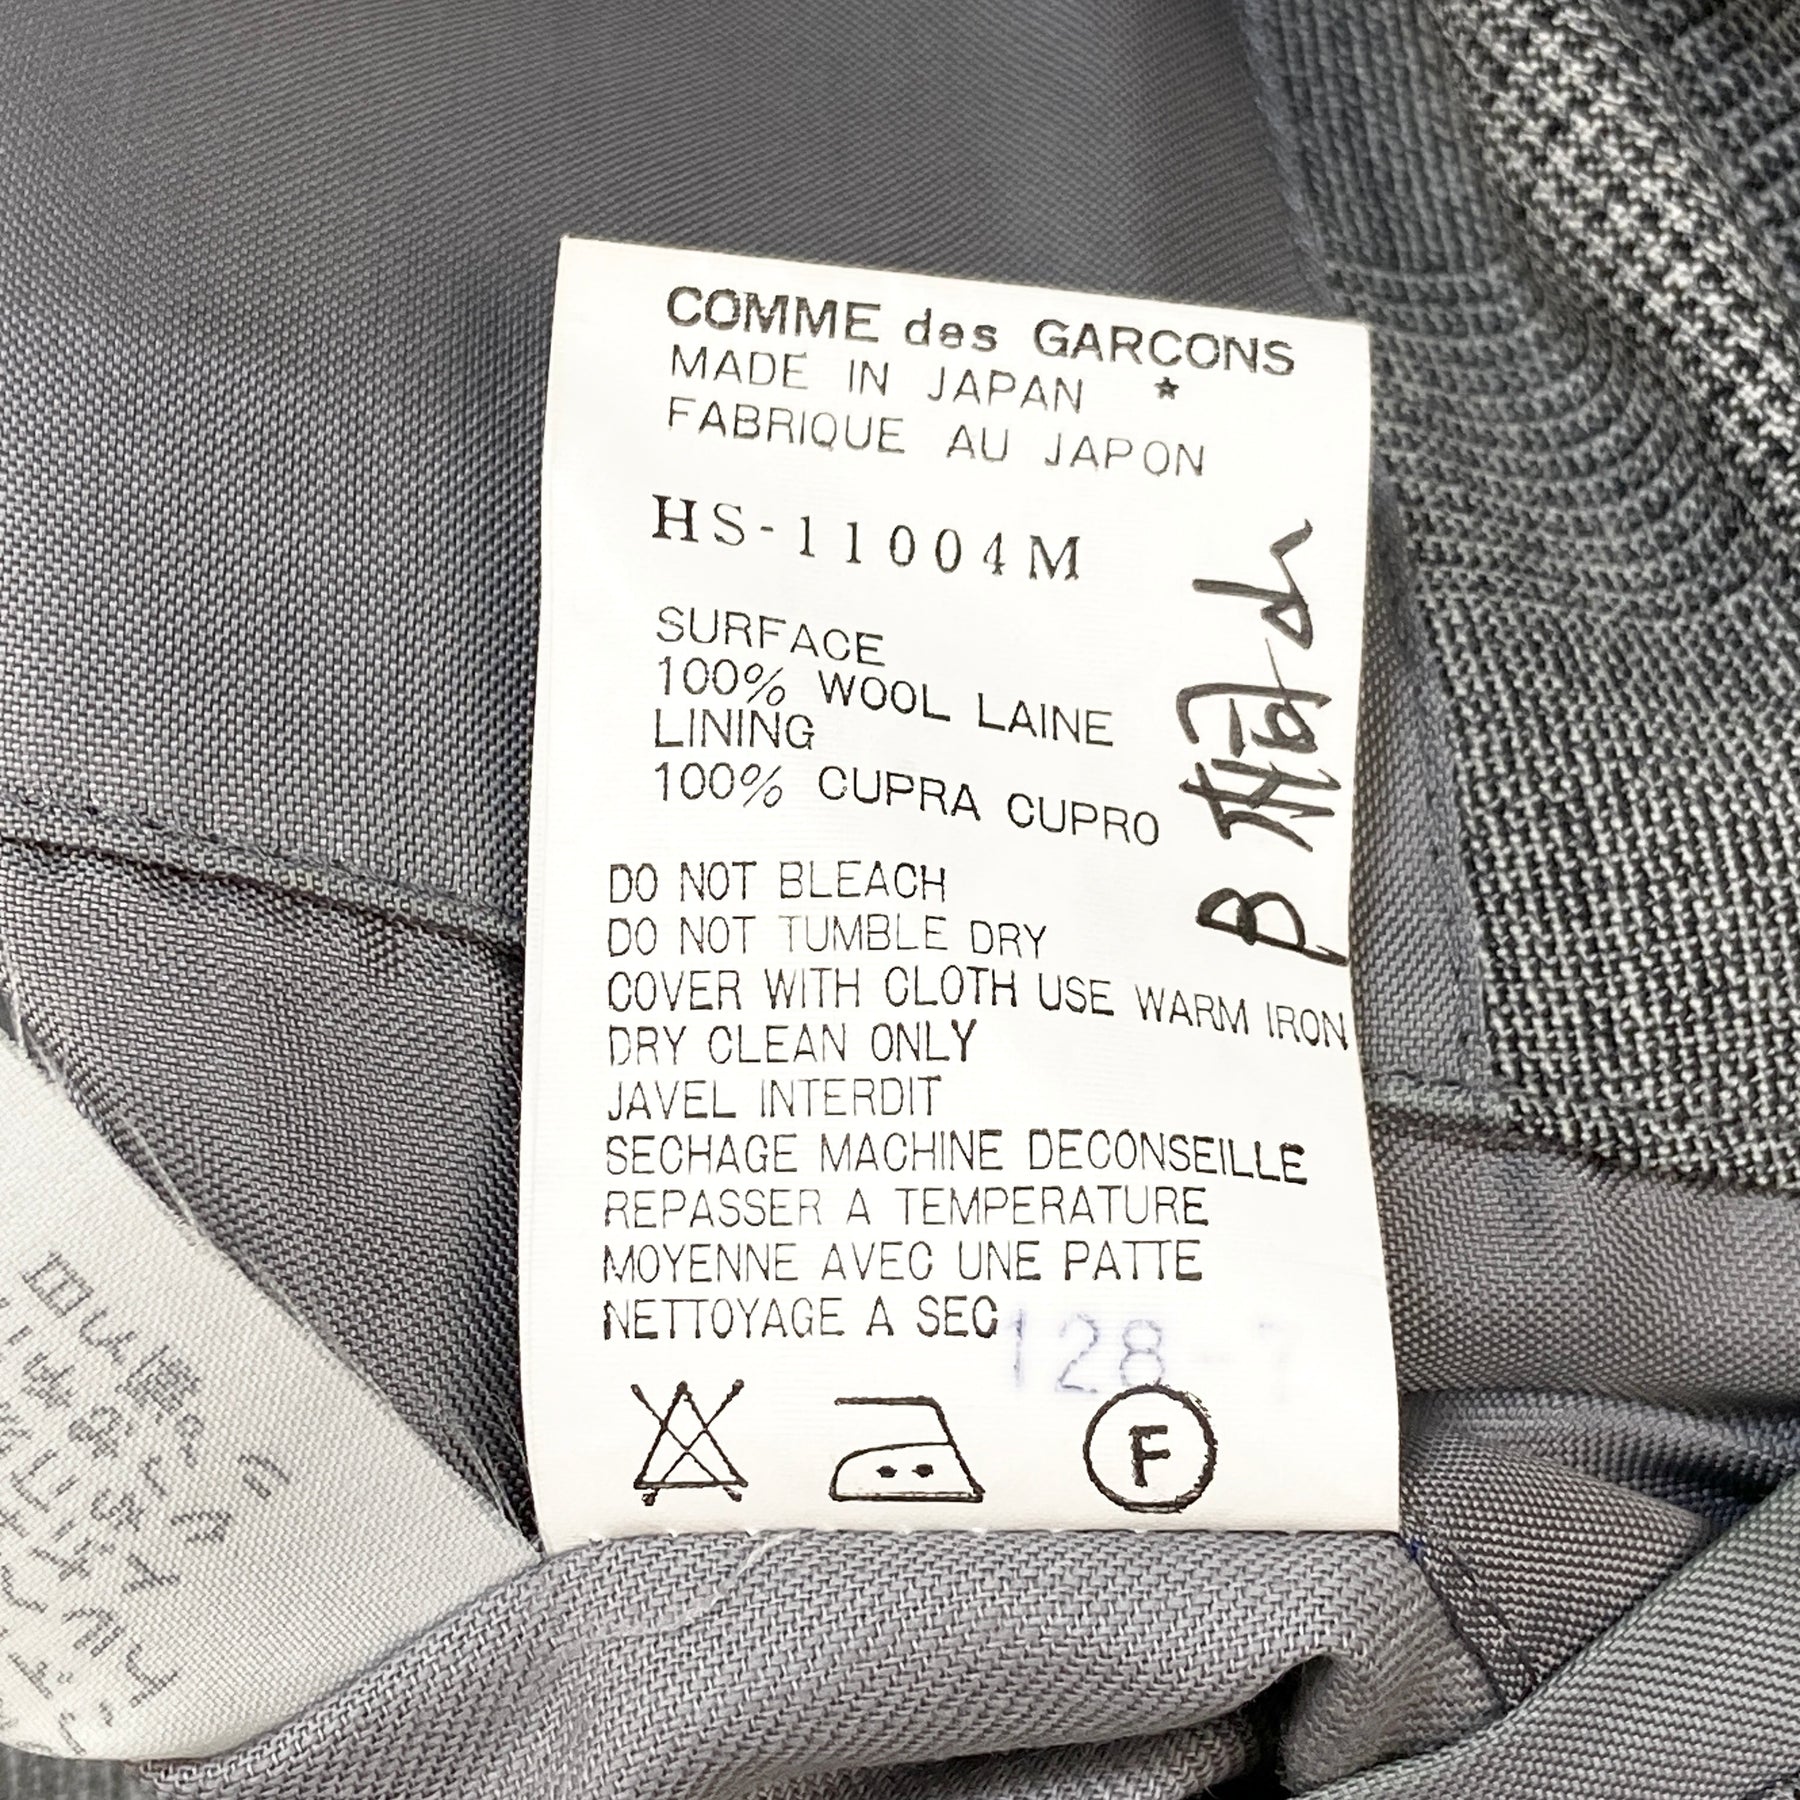 COMME des GARCONS
MADE IN JAPAN *
FABRIQUE AU JAPON
HS-11004M
SURFACE
100% WOOL LAINE
LINING
100% CUPRA CUPRO
B
DO NOT BLEACH
DO NOT TUMBLE DRY
COVER WITH CLOTH USE WARM IRON
DRY CLEAN ONLY
JAVEL INTERDIT
SECHAGE MACHINE DECONSEILLE
REPASSER A TEMPERATURE
MOYENNE AVEC UNE PATTE
NETTOYAGE A SEC
128-7
F